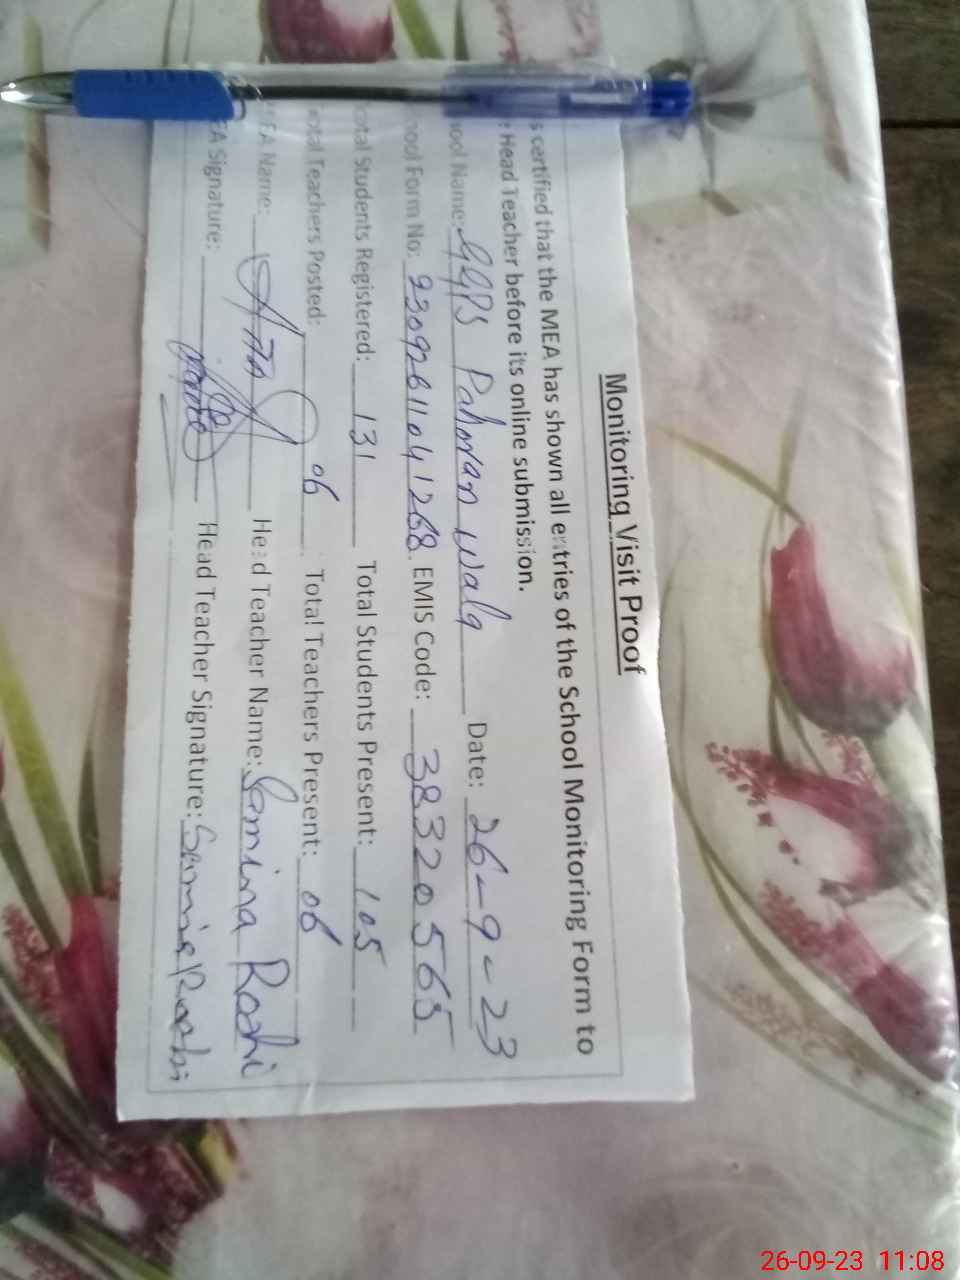 Monitoring Visit Proof
s certified that the MEA has shown all entries of the School Monitoring Form to
Head Teacher before its online submission.
ool Name: GGPS Pahoran wala Date: 26-9-23
ool Form No: 23092611041268 EMIS Code: 38320565
otal Students Registered: 131 Total Students Present: 105
otal Teachers Posted: 06 Total Teachers Present: 06
MEA Name: Head Teacher Name: Samina Roohi
EA Signature: Head Teacher Signature:
26-09-23 11:08